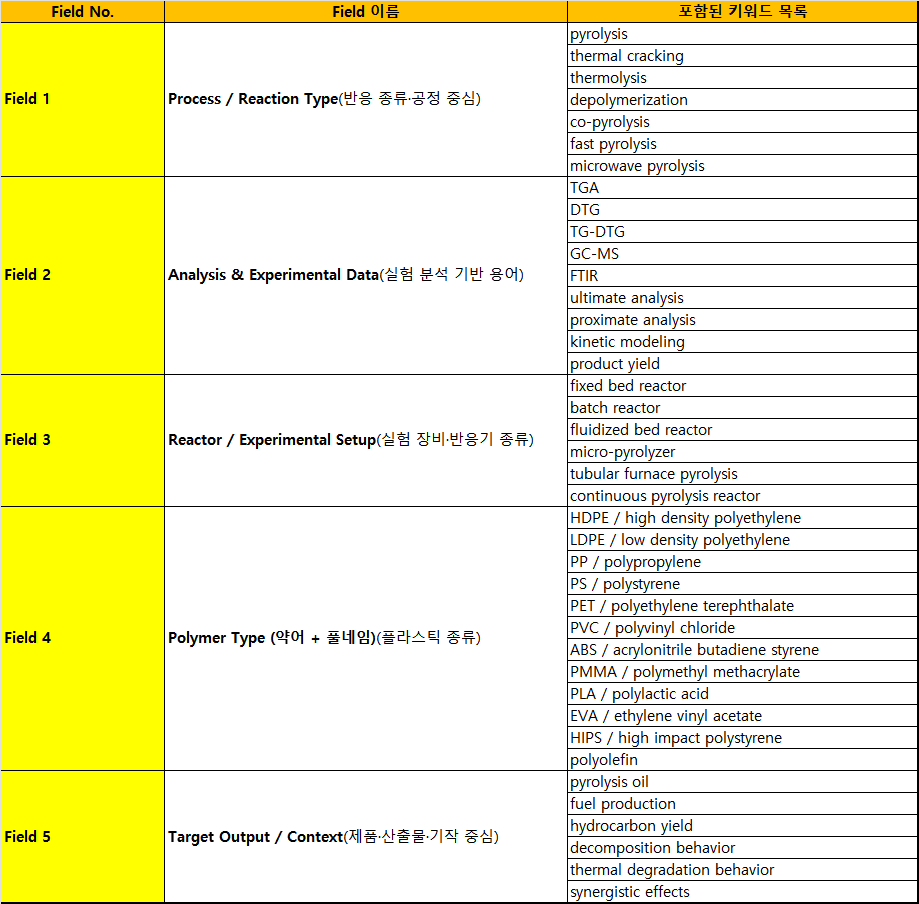 Field No. Field 이름 포함된 키워드 목록
Field 1 Process / Reaction Type(반응 종류·공정 중심)
pyrolysis
thermal cracking
thermolysis
depolymerization
co-pyrolysis
fast pyrolysis
microwave pyrolysis
Field 2 Analysis & Experimental Data(실험 분석 기반 용어)
TGA
DTG
TG-DTG
GC-MS
FTIR
ultimate analysis
proximate analysis
kinetic modeling
product yield
Field 3 Reactor / Experimental Setup(실험 장비·반응기 종류)
fixed bed reactor
batch reactor
fluidized bed reactor
micro-pyrolyzer
tubular furnace pyrolysis
continuous pyrolysis reactor
Field 4 Polymer Type (약어 + 풀네임)(플라스틱 종류)
HDPE / high density polyethylene
LDPE / low density polyethylene
PP / polypropylene
PS / polystyrene
PET / polyethylene terephthalate
PVC / polyvinyl chloride
ABS / acrylonitrile butadiene styrene
PMMA / polymethyl methacrylate
PLA / polylactic acid
EVA / ethylene vinyl acetate
HIPS / high impact polystyrene
polyolefin
Field 5 Target Output / Context(제품·산출물·기작 중심)
pyrolysis oil
fuel production
hydrocarbon yield
decomposition behavior
thermal degradation behavior
synergistic effects